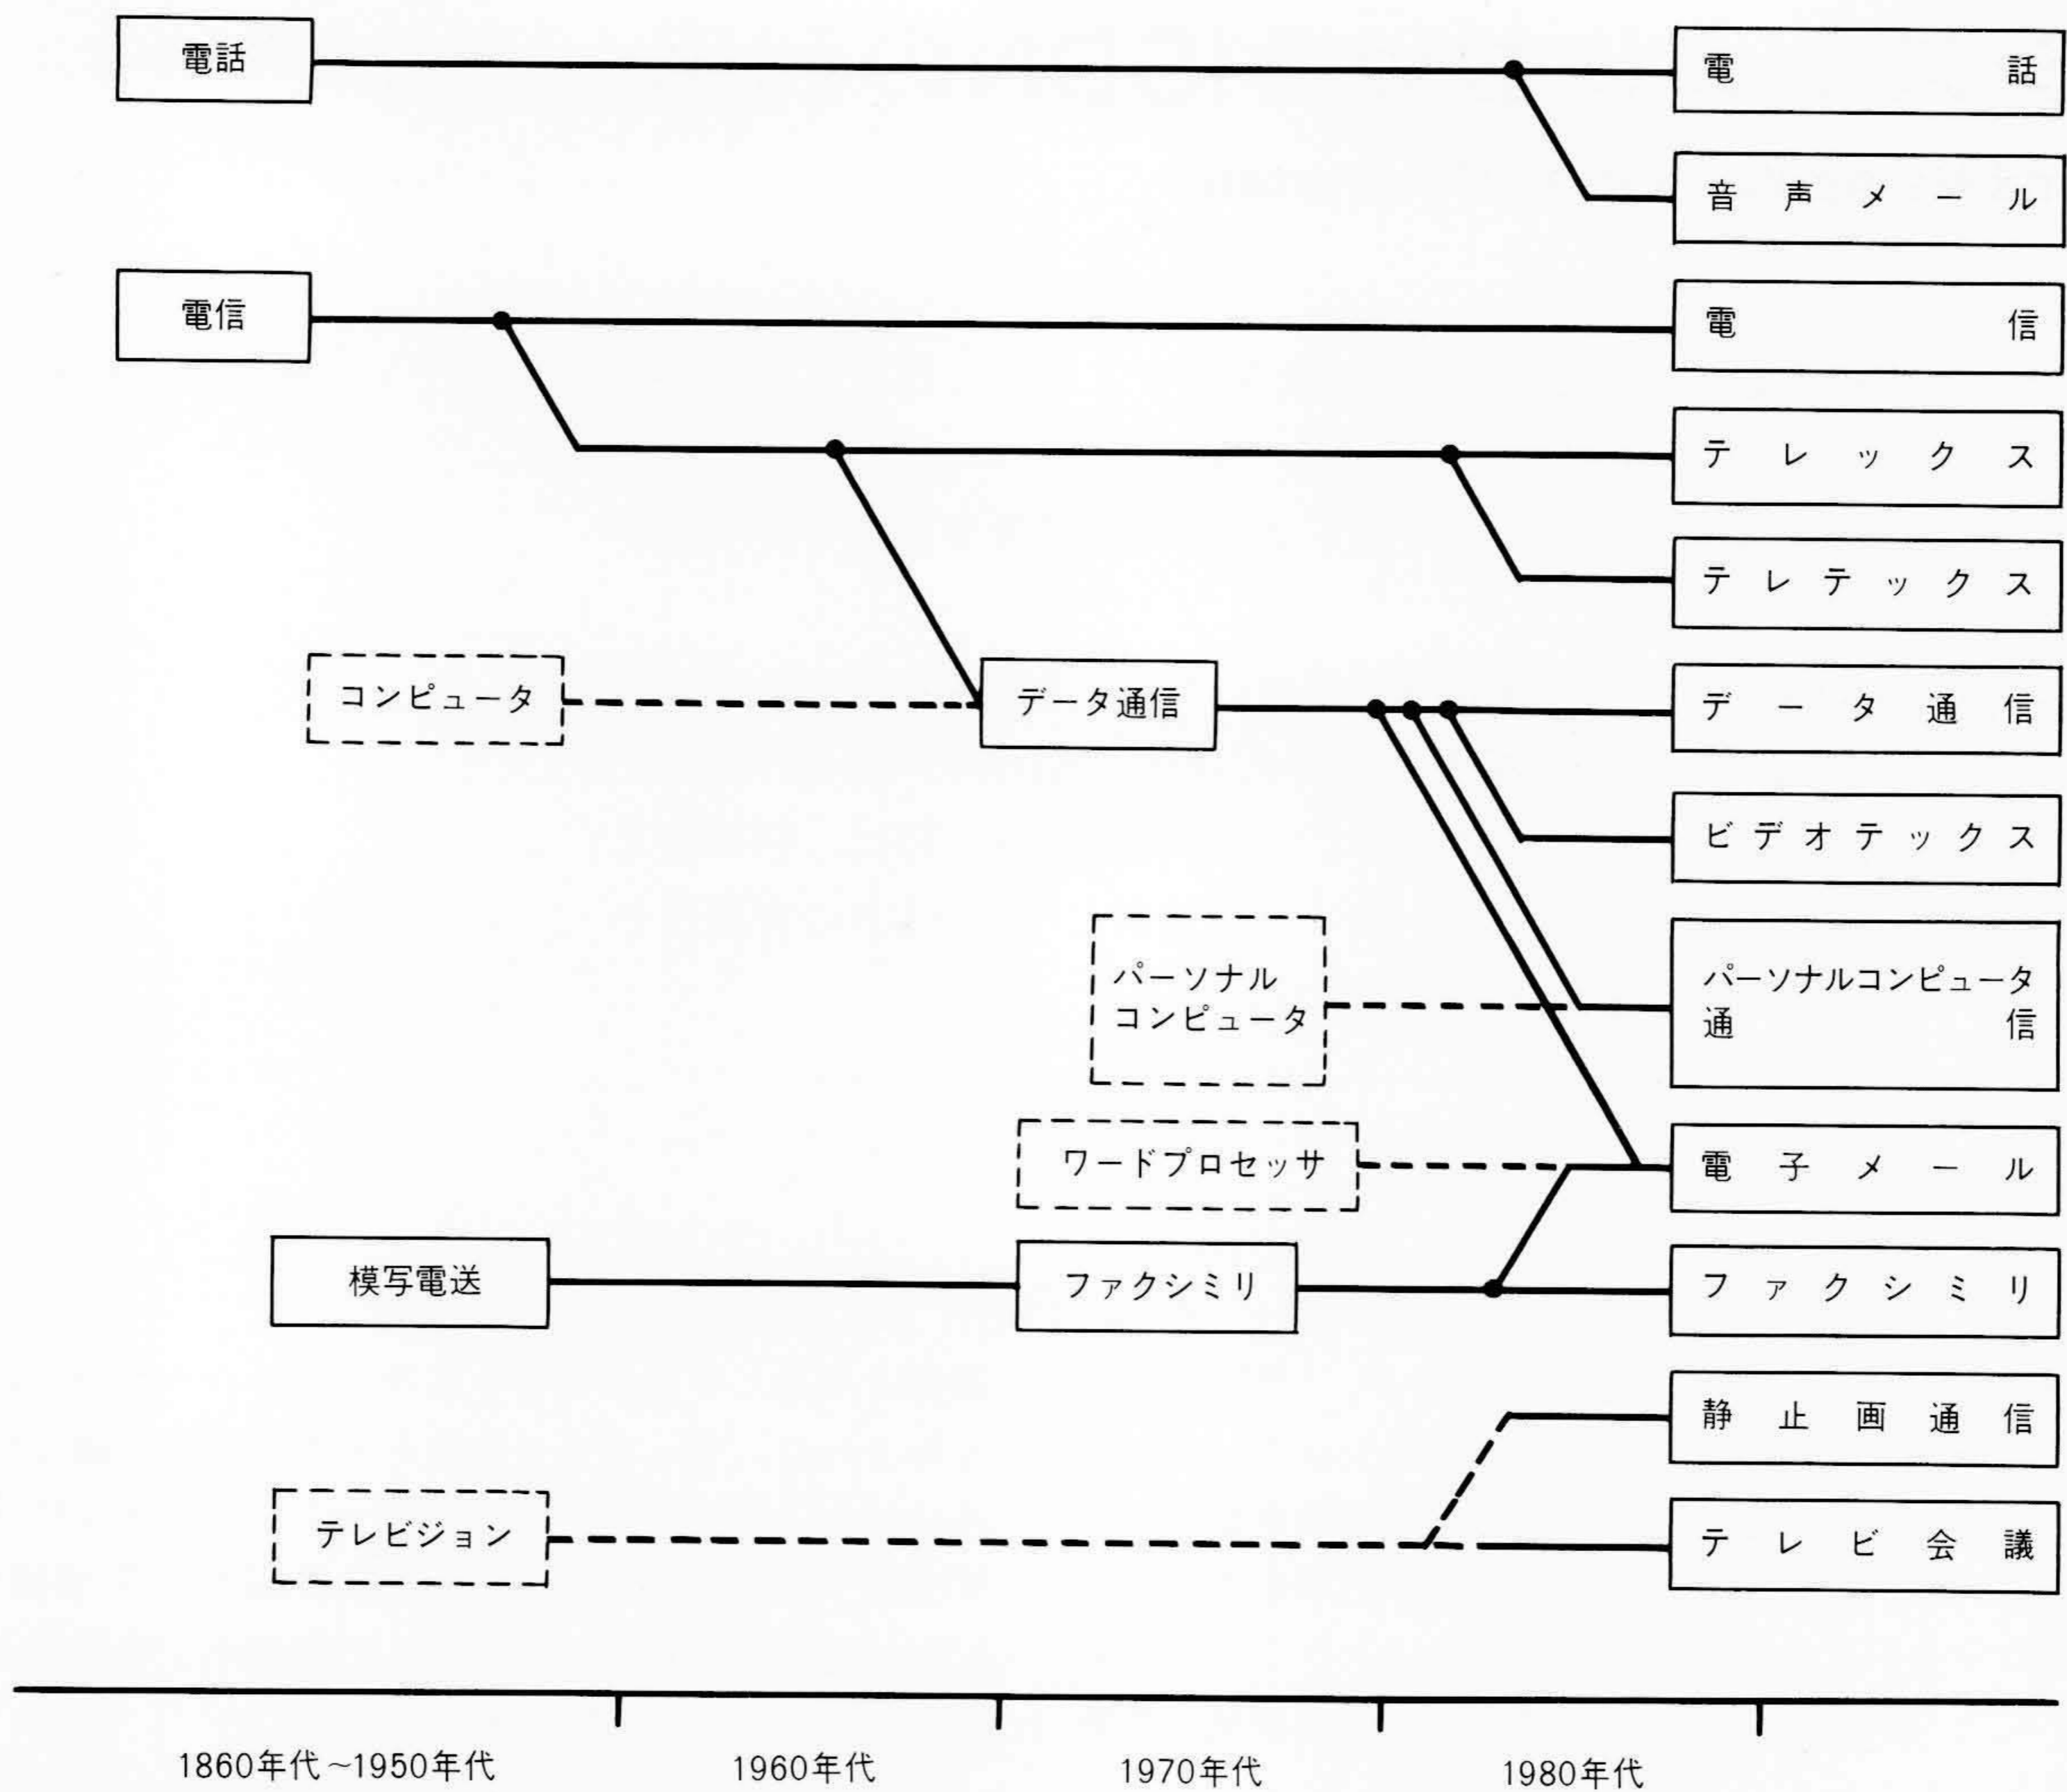 電話
電話
音声メール
電信
電信
テレックス
テレテックス
コンピュータ
データ通信
データ通信
ビデオテックス
パーソナル
コンピュータ
パーソナルコンピュータ
通信
ワードプロセッサ
電子メール
模写電送
ファクシミリ
ファクシミリ
静止画通信
テレビジョン
テレビ会議
1860年代~1950年代
1960年代
1970年代
1980年代